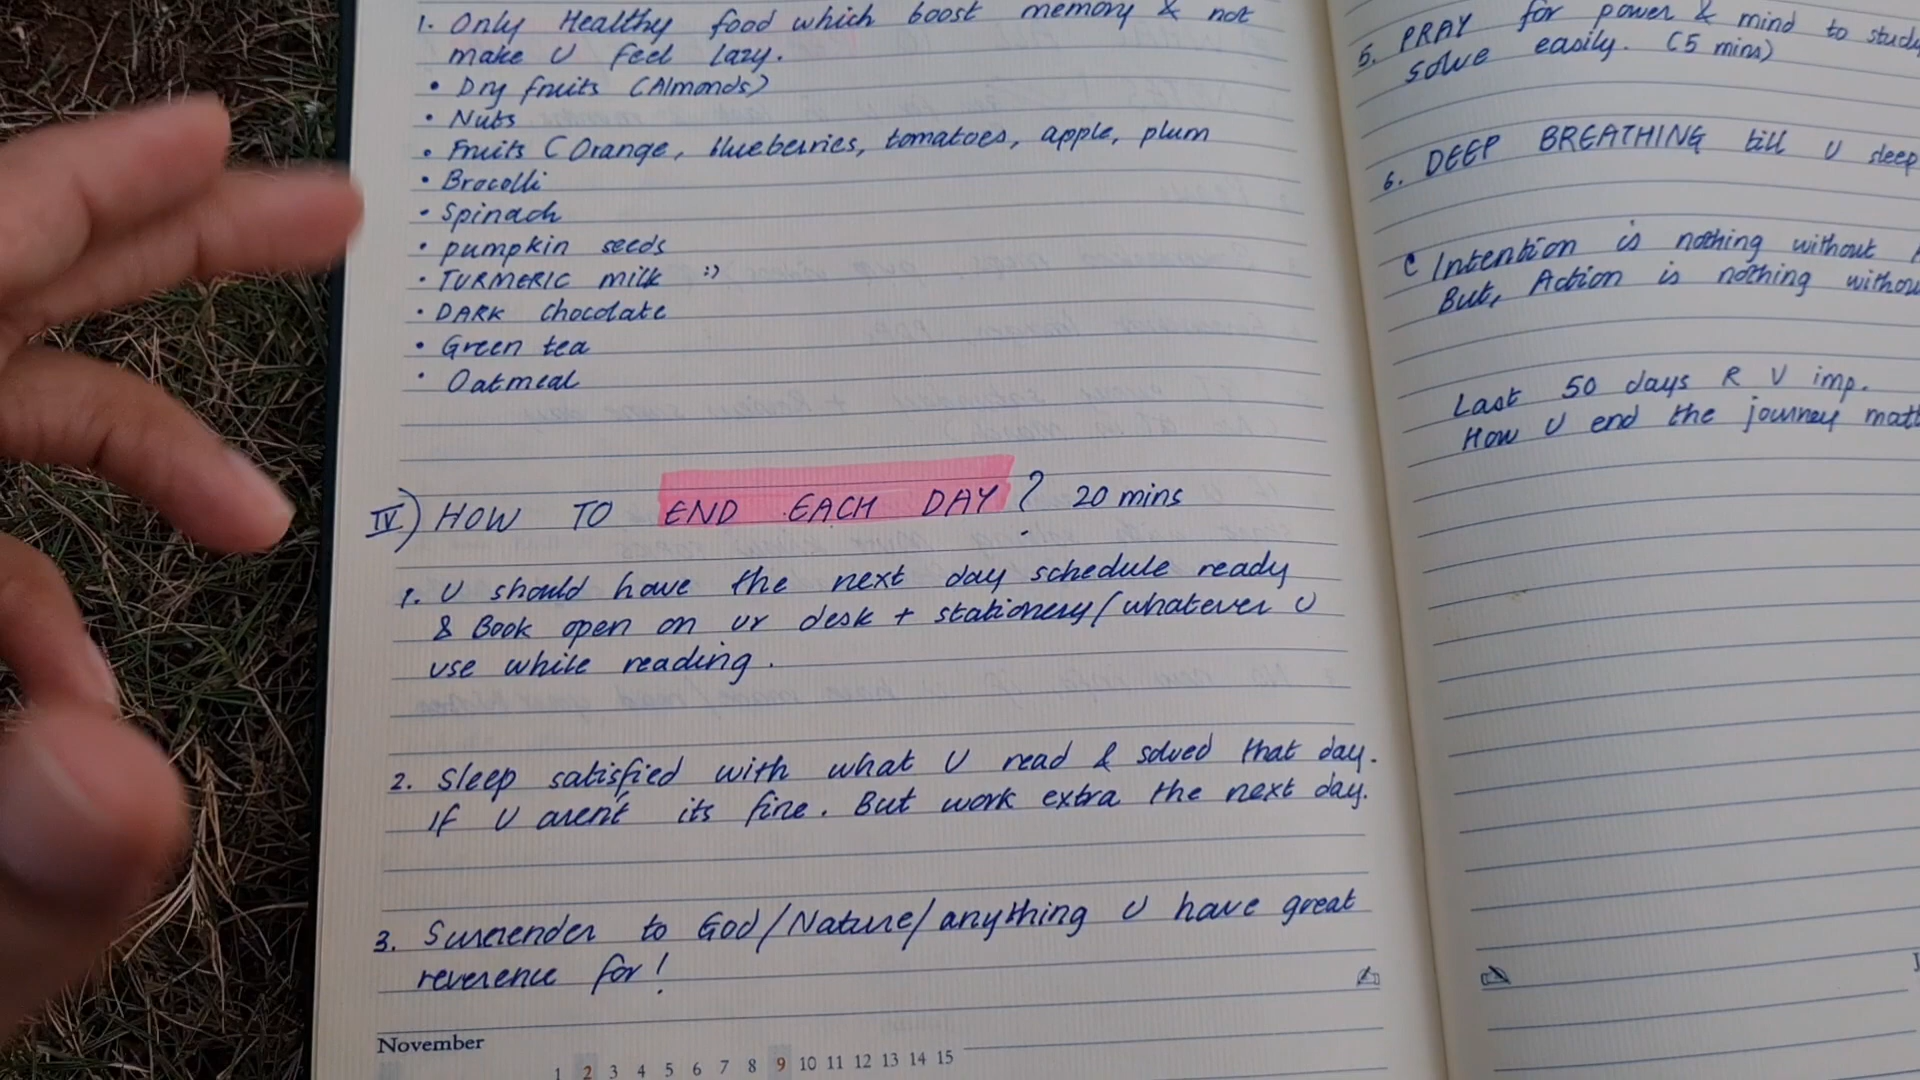 1. Only Healthy food which boost memory & not
make U feel lazy.
• Dry fruits (Almonds)
• Nuts
• Fruits (Orange, blueberries, tomatoes, apple, plum
• Brocolli
• Spinach
• pumpkin seeds
• TURMERIC milk :)
• DARK Chocolate
• Green tea
• Oatmeal
IV) HOW TO END EACH DAY? 20 mins
1. U should have the next day schedule ready
& Book open on ur desk + stationery/whatever U
use while reading.
2. Sleep satisfied with what U read & solved that day.
If U aren't its fine. But work extra the next day.
3. Surrender to God/Nature/anything U have great
reverence for!
November
1 2 3 4 5 6 7 8 9 10 11 12 13 14 15
5. PRAY for power & mind to study
solve easily. (5 mins)
6. DEEP BREATHING till U sleep
Intention is nothing without
But, Action is nothing
Last 50 days R V imp.
How U end the journey